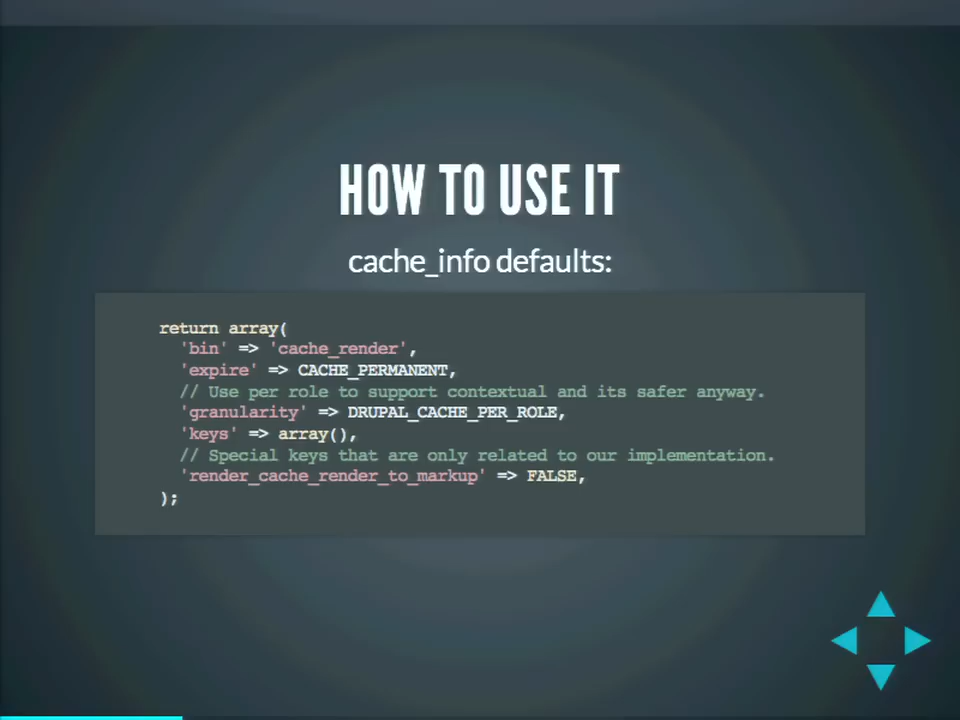 HOW TO USE IT
cache_info defaults:
return array(
'bin' => 'cache_render',
'expire' => CACHE_PERMANENT,
// Use per role to support contextual and its safer anyway.
'granularity' => DRUPAL_CACHE_PER_ROLE,
'keys' => array(),
// Special keys that are only related to our implementation.
'render_cache_render_to_markup' => FALSE,
);